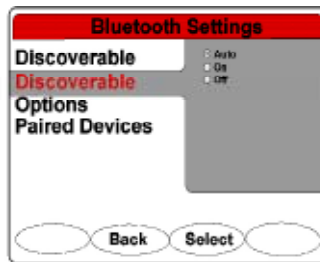 Bluetooth Settings
Discoverable
Discoverable
Options
Paired Devices
Auto
On
Off
Back
Select